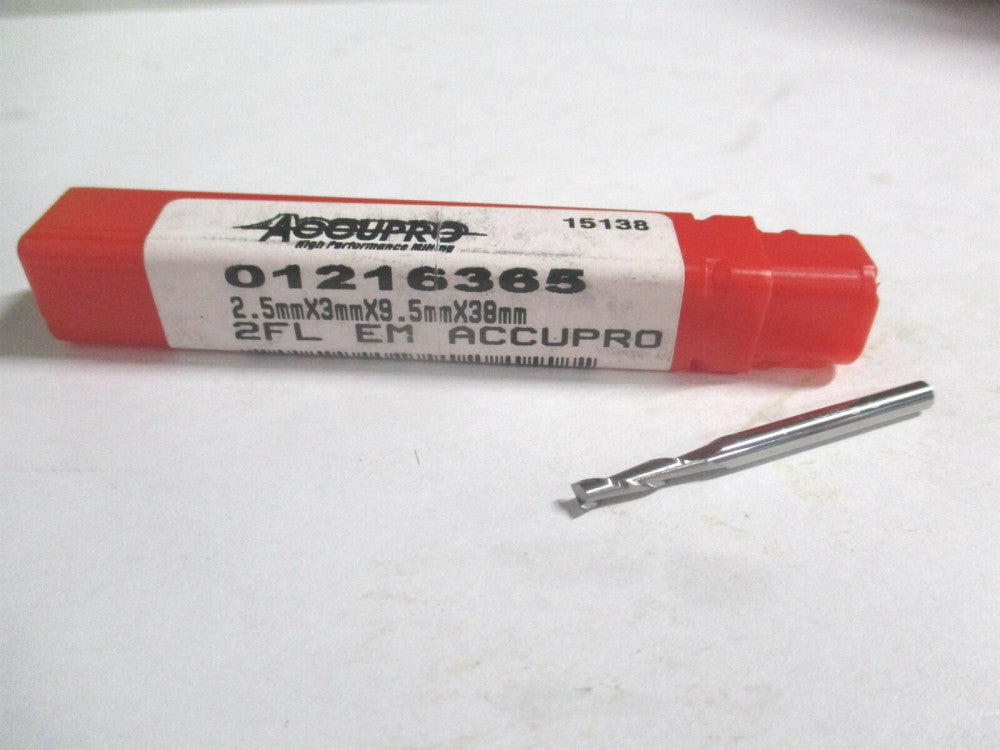 ACCUPRO 15138
High Performance Milling
01216365
2.5mmX3mmX9.5mmX38mm
2FL EM ACCUPRO